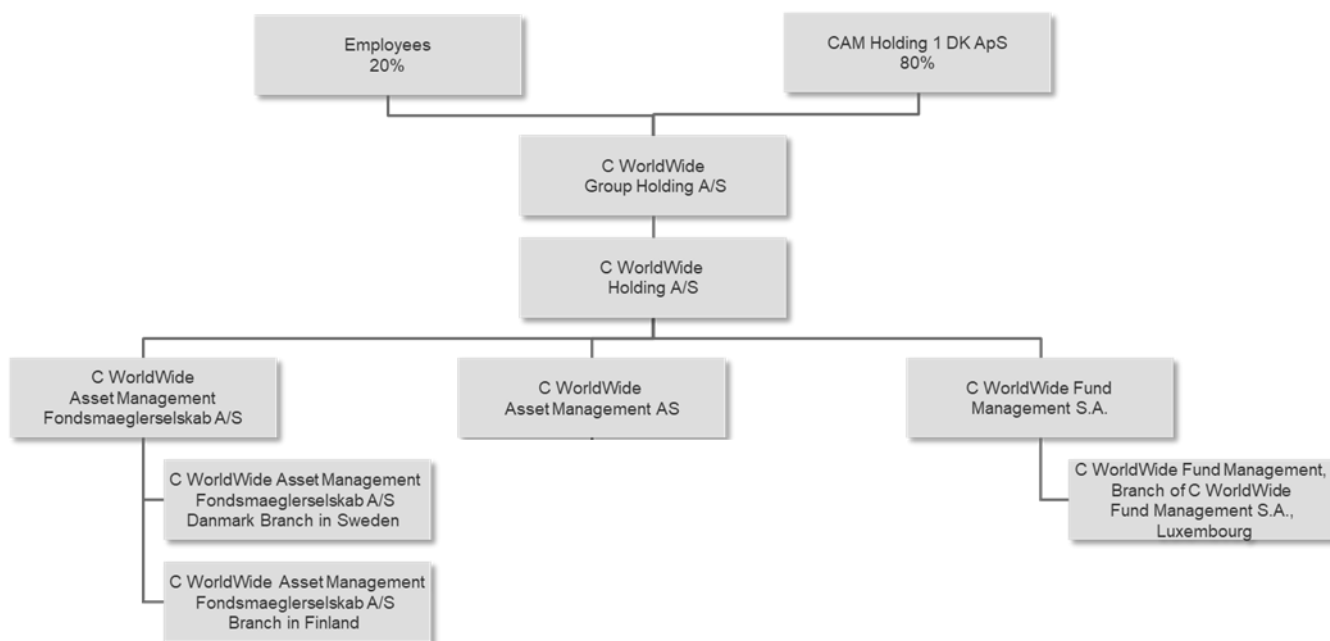 Employees
20%
CAM Holding 1 DK ApS
80%
C WorldWide
Group Holding A/S
C WorldWide
Holding A/S
C WorldWide
Asset Management
Fondsmaeglerselskab A/S
C WorldWide
Asset Management AS
C WorldWide Fund
Management S.A.
C WorldWide Asset Management
Fondsmaeglerselskab A/S
Danmark Branch in Sweden
C WorldWide Fund Management,
Branch of C WorldWide
Fund Management S.A.,
Luxembourg
C WorldWide Asset Management
Fondsmaeglerselskab A/S
Branch in Finland